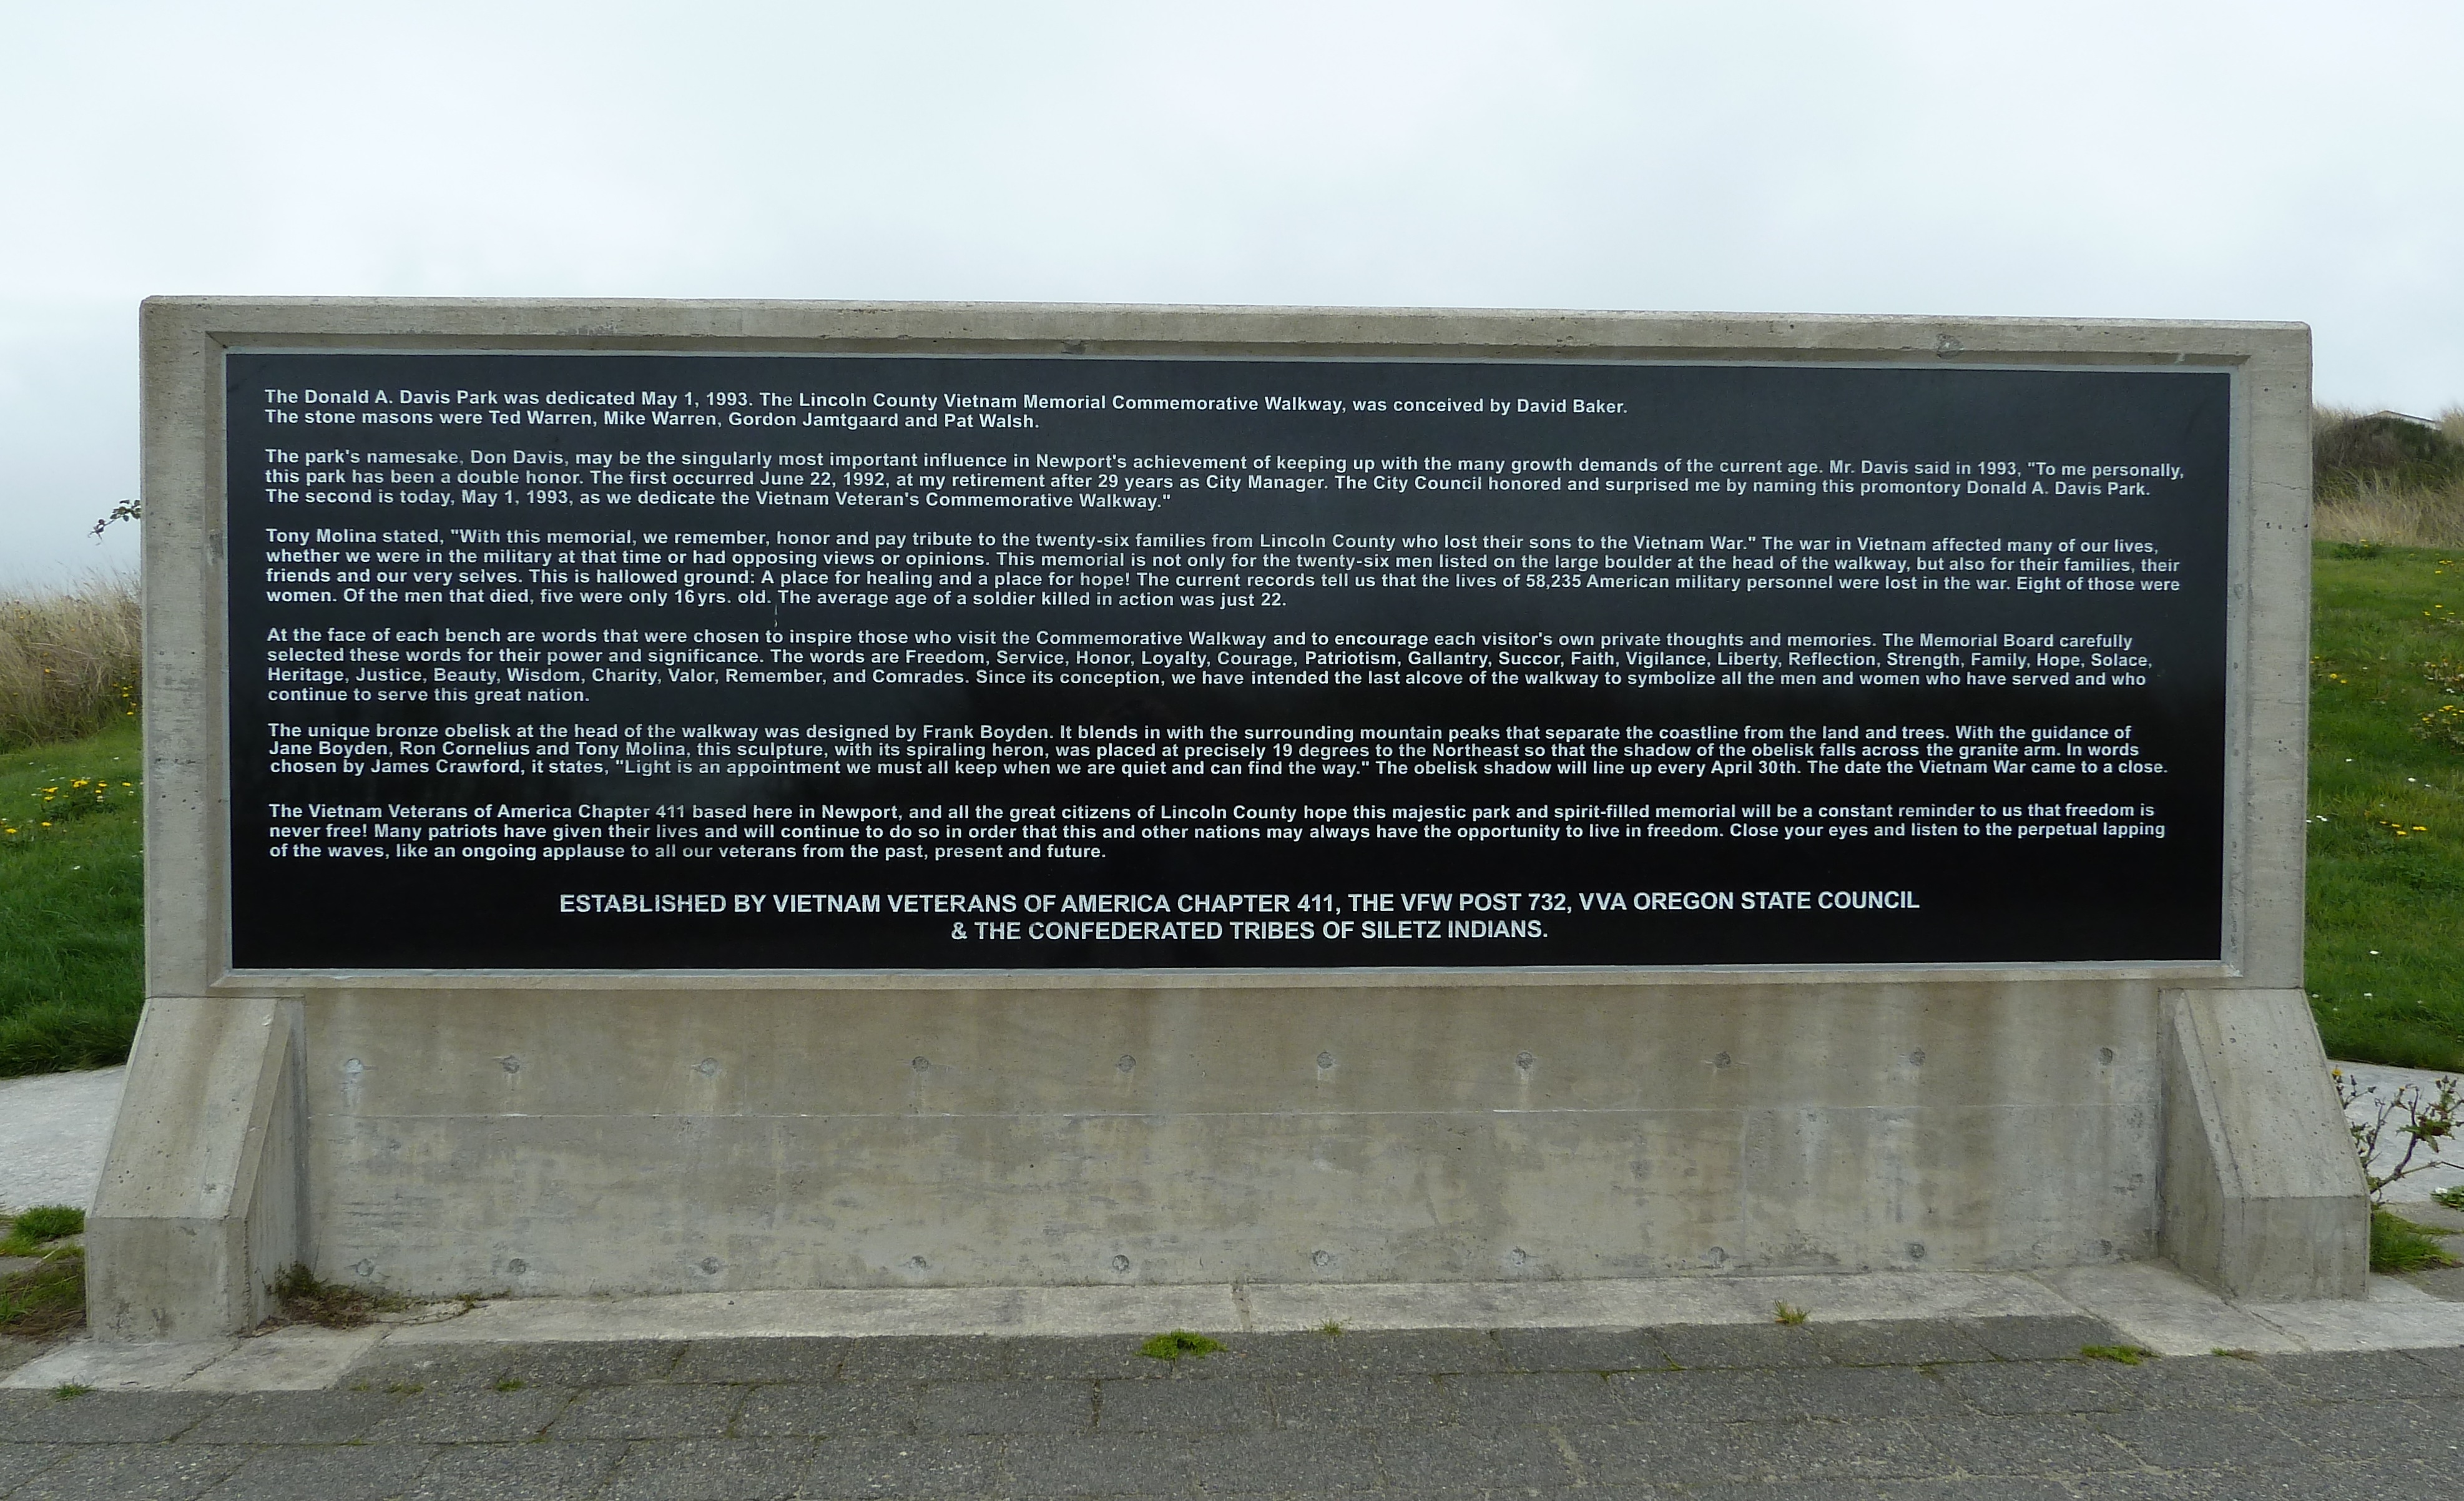 The Donald A. Davis Park was dedicated May 1, 1993. The Lincoln County Vietnam Memorial Commemorative Walkway, was conceived by David Baker.
The stone masons were Ted Warren, Mike Warren, Gordon Jamtgaard and Pat Walsh.
The park's namesake, Don Davis, may be the singularly most important influence in Newport's achievement of keeping up with the many growth demands of the current age. Mr. Davis said in 1993, "To me personally,
this park has been a double honor. The first occurred June 22, 1992, at my retirement after 29 years as City Manager. The City Council honored and surprised me by naming this promontory Donald A. Davis Park.
The second is today, May 1, 1993, as we dedicate the Vietnam Veteran's Commemorative Walkway."
Tony Molina stated, "With this memorial, we remember, honor and pay tribute to the twenty-six families from Lincoln County who lost their sons to the Vietnam War." The war in Vietnam affected many of our lives,
whether we were in the military at that time or had opposing views or opinions. This memorial is not only for the twenty-six men listed on the large boulder at the head of the walkway, but also for their families, their
friends and our very selves. This is hallowed ground: A place for healing and a place for hope! The current records tell us that the lives of 58,235 American military personnel were lost in the war. Eight of those were
women. Of the men that died, five were only 16 yrs. old. The average age of a soldier killed in action was just 22.
At the face of each bench are words that were chosen to inspire those who visit the Commemorative Walkway and to encourage each visitor's own private thoughts and memories. The Memorial Board carefully
selected these words for their power and significance. The words are Freedom, Service, Honor, Loyalty, Courage, Patriotism, Gallantry, Succor, Faith, Vigilance, Liberty, Reflection, Strength, Family, Hope, Solace,
Heritage, Justice, Beauty, Wisdom, Charity, Valor, Remember, and Comrades. Since its conception, we have intended the last alcove of the walkway to symbolize all the men and women who have served and who
continue to serve this great nation.
The unique bronze obelisk at the head of the walkway was designed by Frank Boyden. It blends in with the surrounding mountain peaks that separate the coastline from the land and trees. With the guidance of
Jane Boyden, Ron Cornelius and Tony Molina, this sculpture, with its spiraling heron, was placed at precisely 19 degrees to the Northeast so that the shadow of the obelisk falls across the granite arm. In words
chosen by James Crawford, it states, "Light is an appointment we must all keep when we are quiet and can find the way." The obelisk shadow will line up every April 30th. The date the Vietnam War came to a close.
The Vietnam Veterans of America Chapter 411 based here in Newport, and all the great citizens of Lincoln County hope this majestic park and spirit-filled memorial will be a constant reminder to us that freedom is
never free! Many patriots have given their lives and will continue to do so in order that this and other nations may always have the opportunity to live in freedom. Close your eyes and listen to the perpetual lapping
of the waves, like an ongoing applause to all our veterans from the past, present and future.
ESTABLISHED BY VIETNAM VETERANS OF AMERICA CHAPTER 411, THE VFW POST 732, VVA OREGON STATE COUNCIL
& THE CONFEDERATED TRIBES OF SILETZ INDIANS.